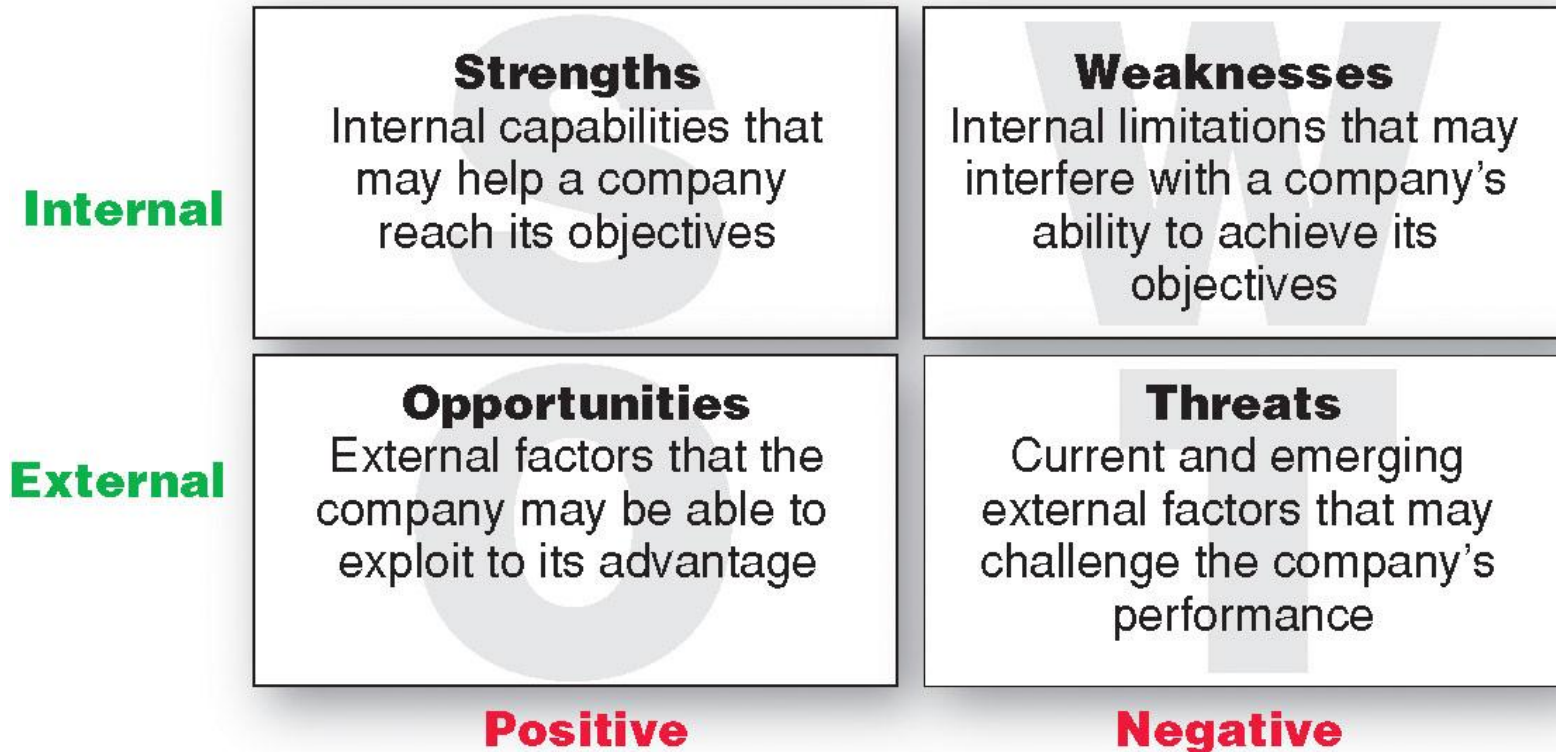 Internal
Strengths
Internal capabilities that
may help a company
reach its objectives
Weaknesses
Internal limitations that may
interfere with a company's
ability to achieve its
objectives
External
Opportunities
External factors that the
company may be able to
exploit to its advantage
Threats
Current and emerging
external factors that may
challenge the company's
performance
Positive
Negative
S
W
O
T